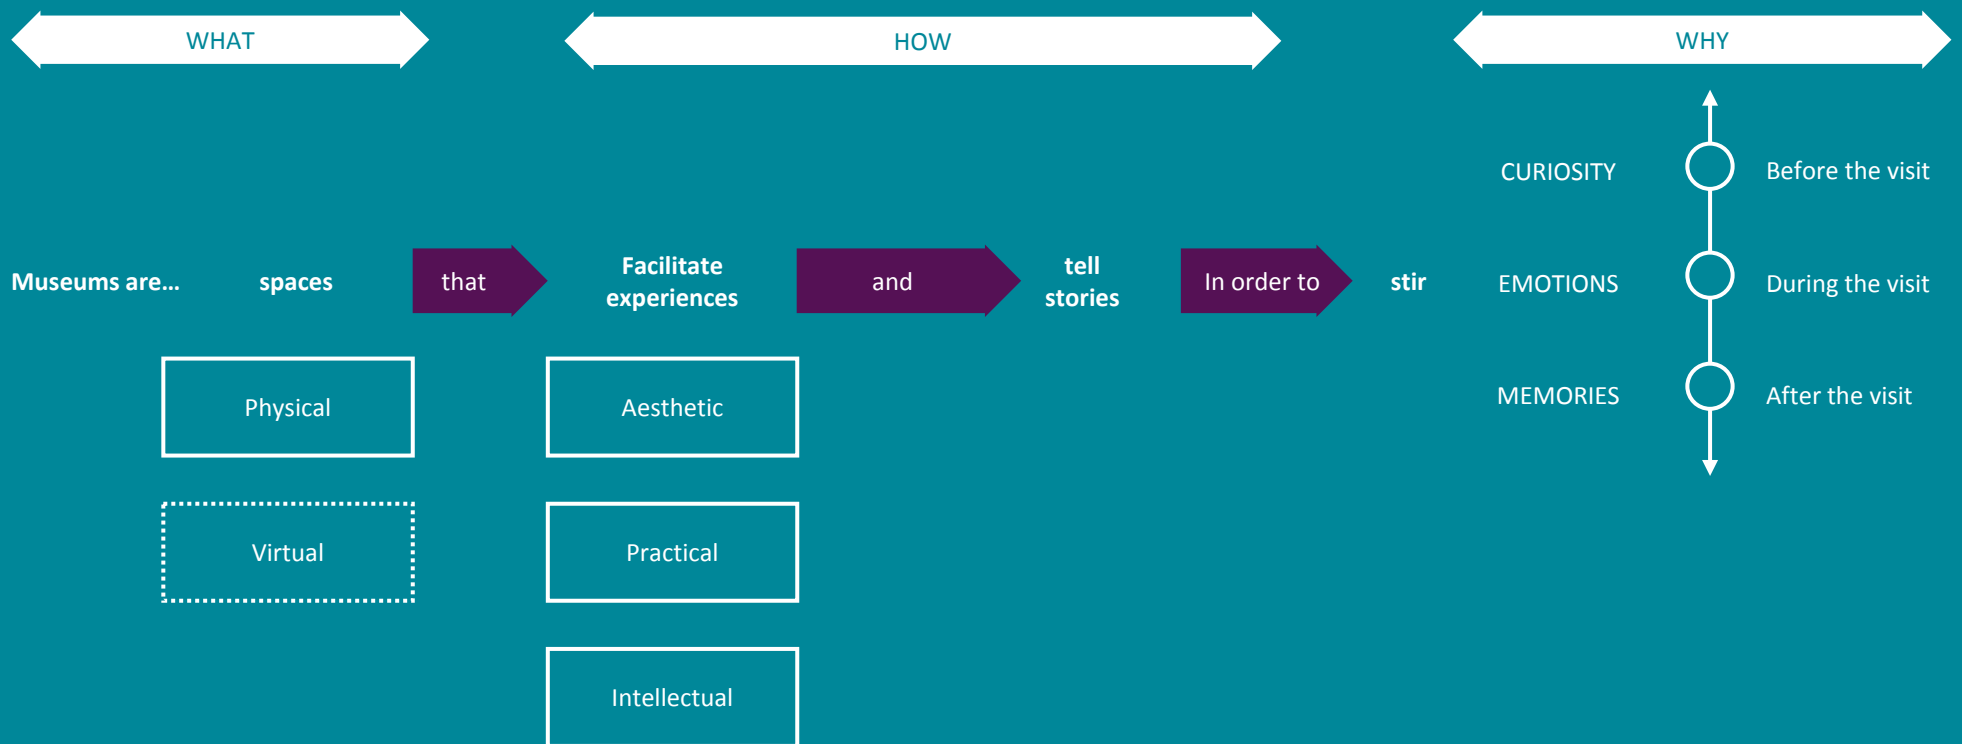 WHAT
HOW
WHY
CURIOSITY
Before the visit
Museums are...
spaces
that
Facilitate
experiences
and
tell
stories
In order to
stir
EMOTIONS
During the visit
MEMORIES
After the visit
Physical
Aesthetic
Virtual
Practical
Intellectual